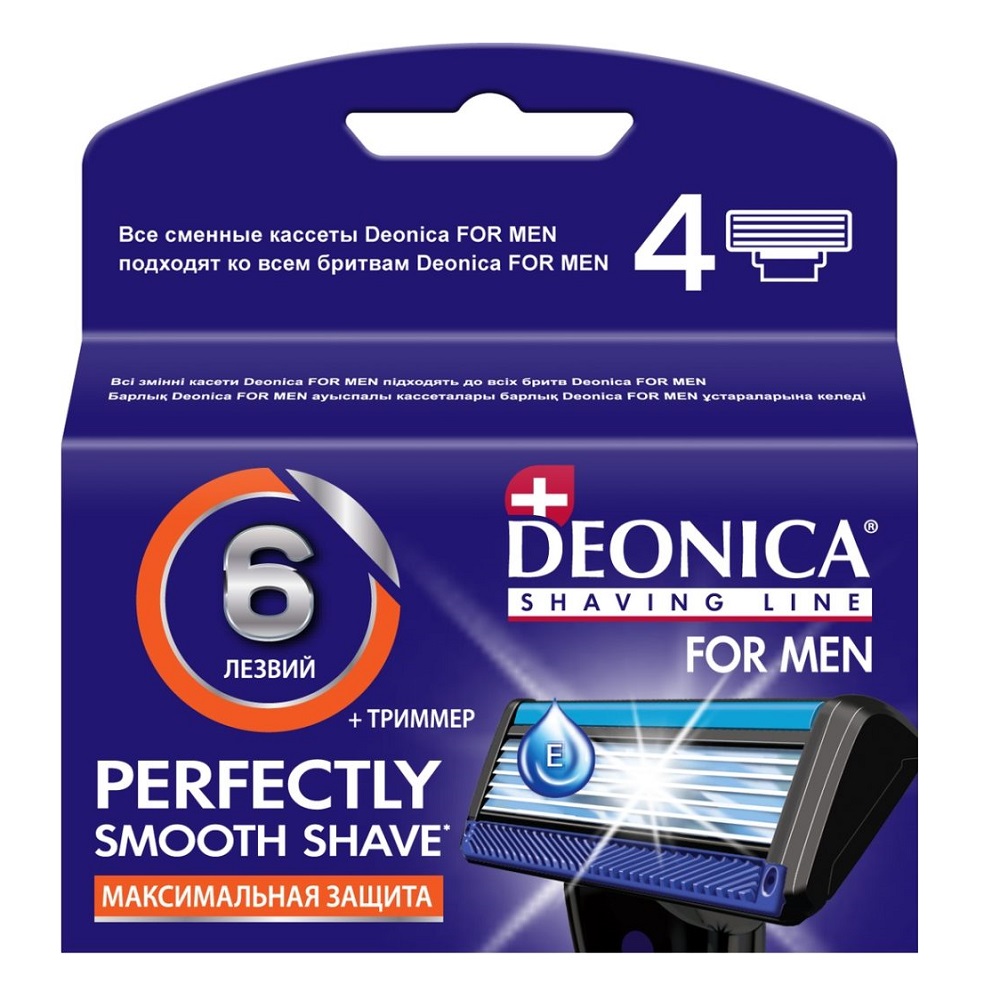 Все сменные кассеты Deonica FOR MEN
подходят ко всем бритвам Deonica FOR MEN
4
Всі змінні касети Deonica FOR MEN підходять до всіх бритв Deonica FOR MEN
Барлық Deonica FOR MEN ауыспалы кассеталары барлық Deonica FOR MEN ұстараларына келеді
6
ЛЕЗВИЙ
+ ТРИММЕР
DEONICA®
SHAVING LINE
FOR MEN
E
PERFECTLY
SMOOTH SHAVE*
МАКСИМАЛЬНАЯ ЗАЩИТА